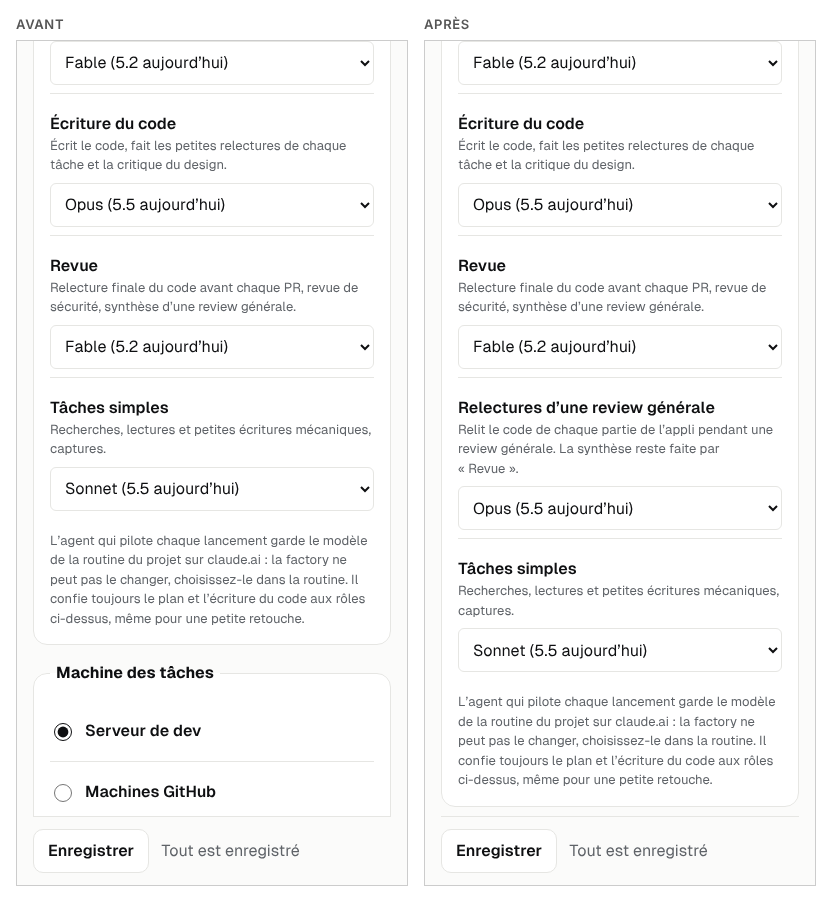 AVANT
Fable (5.2 aujourd’hui)
Écriture du code
Écrit le code, fait les petites relectures de chaque
tâche et la critique du design.
Opus (5.5 aujourd’hui)
Revue
Relecture finale du code avant chaque PR, revue de
sécurité, synthèse d’une review générale.
Fable (5.2 aujourd’hui)
Tâches simples
Recherches, lectures et petites écritures mécaniques,
captures.
Sonnet (5.5 aujourd’hui)
L’agent qui pilote chaque lancement garde le modèle
de la routine du projet sur claude.ai : la factory ne
peut pas le changer, choisissez-le dans la routine. Il
confie toujours le plan et l’écriture du code aux rôles
ci-dessus, même pour une petite retouche.
Machine des tâches
Serveur de dev
Machines GitHub
Enregistrer
Tout est enregistré
APRÈS
Fable (5.2 aujourd’hui)
Écriture du code
Écrit le code, fait les petites relectures de chaque
tâche et la critique du design.
Opus (5.5 aujourd’hui)
Revue
Relecture finale du code avant chaque PR, revue de
sécurité, synthèse d’une review générale.
Fable (5.2 aujourd’hui)
Relectures d’une review générale
Relit le code de chaque partie de l’appli pendant une
review générale. La synthèse reste faite par
« Revue ».
Opus (5.5 aujourd’hui)
Tâches simples
Recherches, lectures et petites écritures mécaniques,
captures.
Sonnet (5.5 aujourd’hui)
L’agent qui pilote chaque lancement garde le modèle
de la routine du projet sur claude.ai : la factory ne
peut pas le changer, choisissez-le dans la routine. Il
confie toujours le plan et l’écriture du code aux rôles
ci-dessus, même pour une petite retouche.
Enregistrer
Tout est enregistré